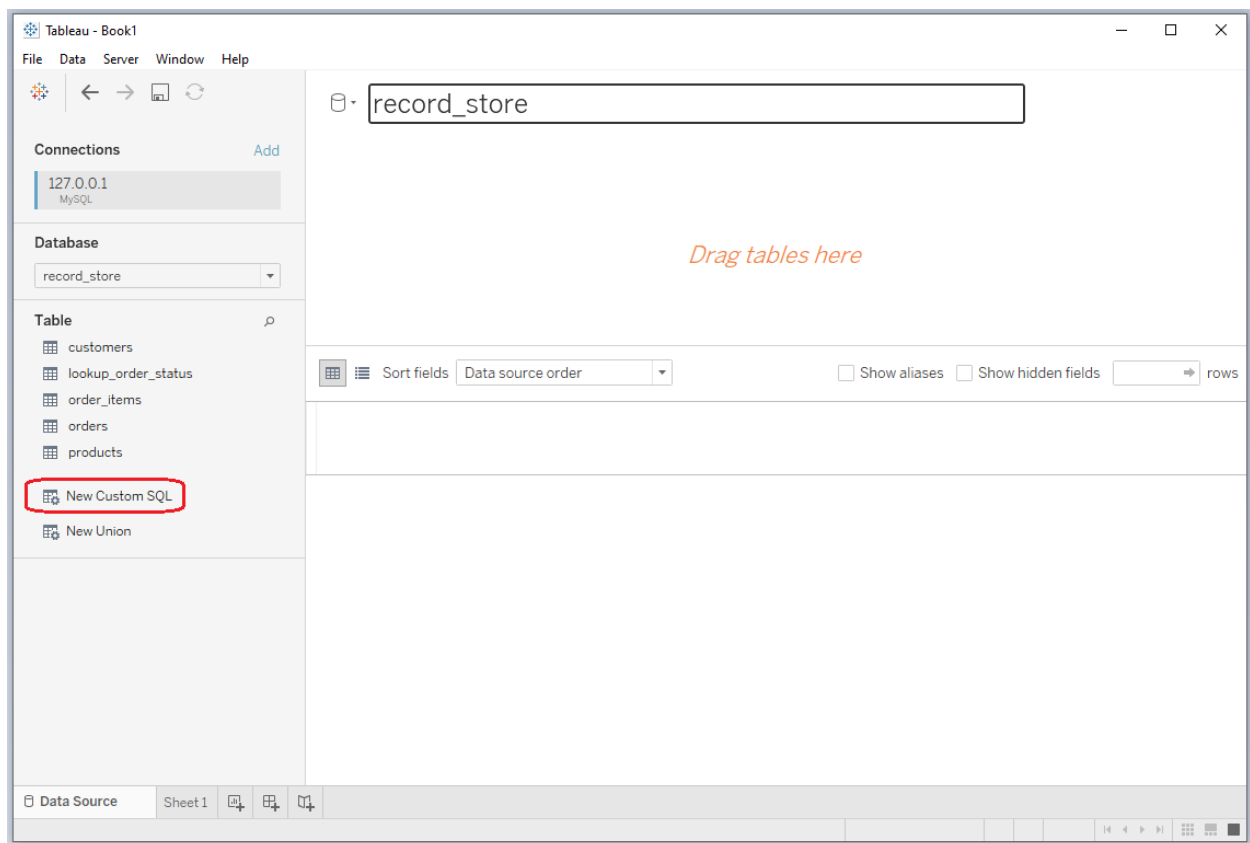 Tableau - Book1
File Data Server Window Help
record_store
Connections Add
127.0.0.1
MySQL
Database
record_store
Drag tables here
Table
customers
lookup_order_status
order_items
orders
products
New Custom SQL
New Union
Sort fields Data source order Show aliases Show hidden fields rows
Data Source Sheet 1